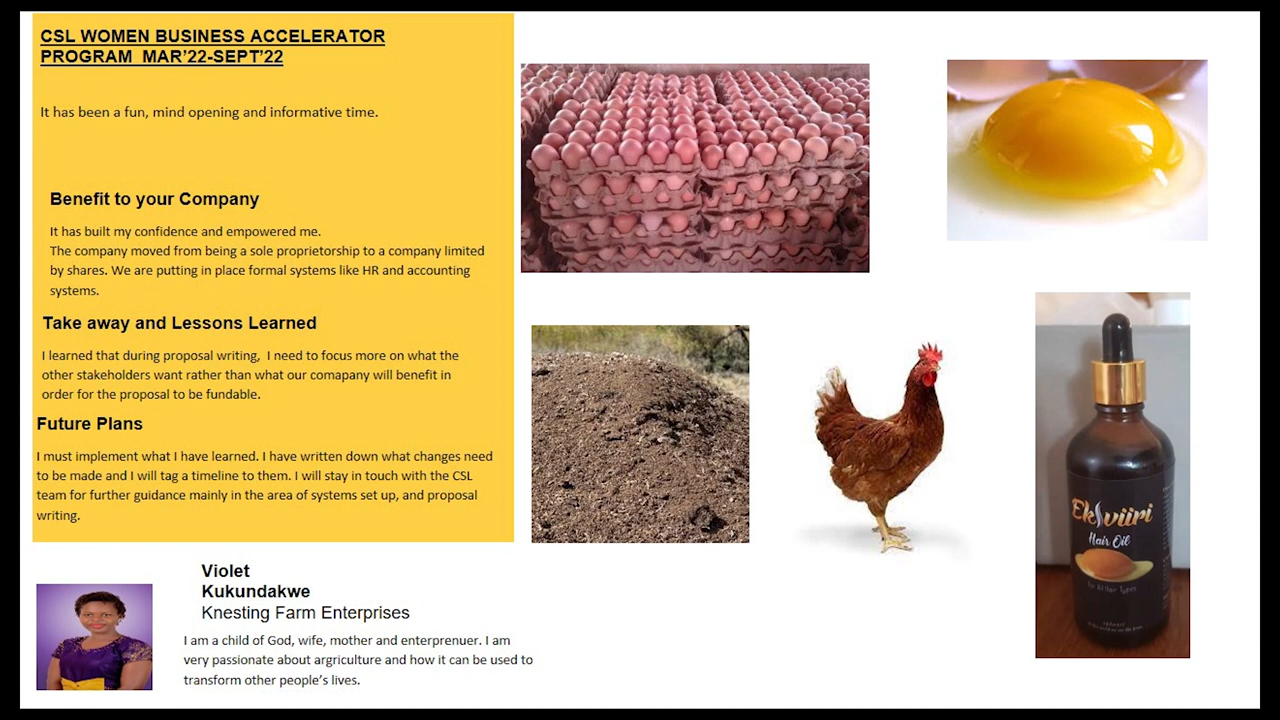 CSL WOMEN BUSINESS ACCELERATOR
PROGRAM MAR'22-SEPT'22
It has been a fun, mind opening and informative time.
Benefit to your Company
It has built my confidence and empowered me.
The company moved from being a sole proprietorship to a company limited
by shares. We are putting in place formal systems like HR and accounting
systems.
Take away and Lessons Learned
I learned that during proposal writing, I need to focus more on what the
other stakeholders want rather than what our comapany will benefit in
order for the proposal to be fundable.
Future Plans
I must implement what I have learned. I have written down what changes need
to be made and I will tag a timeline to them. I will stay in touch with the CSL
team for further guidance mainly in the area of systems set up, and proposal
writing.
Violet
Kukundakwe
Knesting Farm Enterprises
I am a child of God, wife, mother and enterprenuer. I am
very passionate about argriculture and how it can be used to
transform other people's lives.
Ekiviiri
Hair Oil